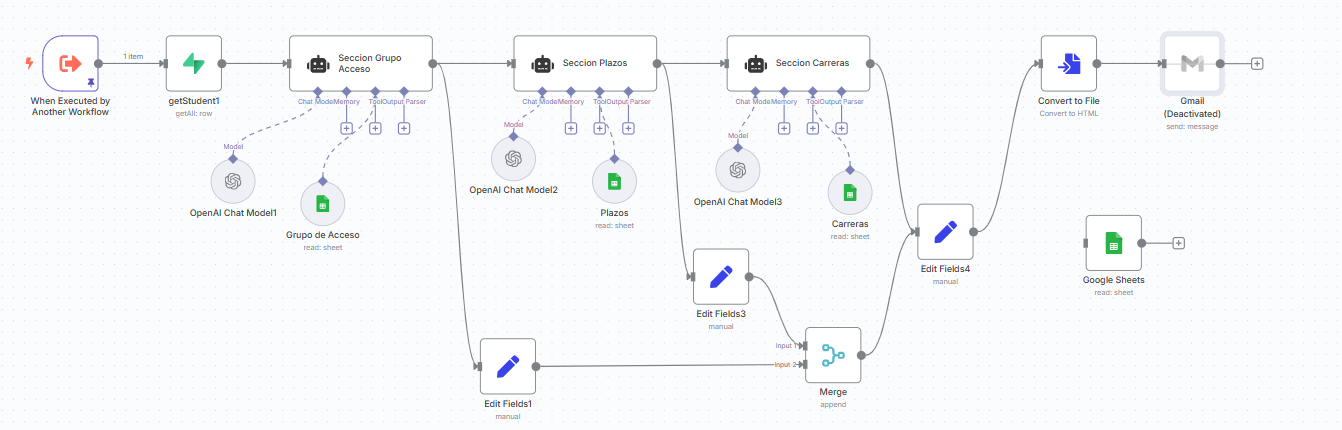 When Executed by
Another Workflow
1 item
getStudent1
getAll: row
Seccion Grupo
Acceso
Chat Model
Memory
Tool
Output Parser
Model
OpenAI Chat Model1
Grupo de Acceso
read: sheet
Seccion Plazos
Chat Model
Memory
Tool
Output Parser
Model
OpenAI Chat Model2
Plazos
read: sheet
Seccion Carreras
Chat Model
Memory
Tool
Output Parser
Model
OpenAI Chat Model3
Carreras
read: sheet
Convert to File
Convert to HTML
Gmail
(Deactivated)
send: message
Edit Fields4
manual
Google Sheets
read: sheet
Edit Fields3
manual
Input 1
Input 2
Merge
append
Edit Fields1
manual